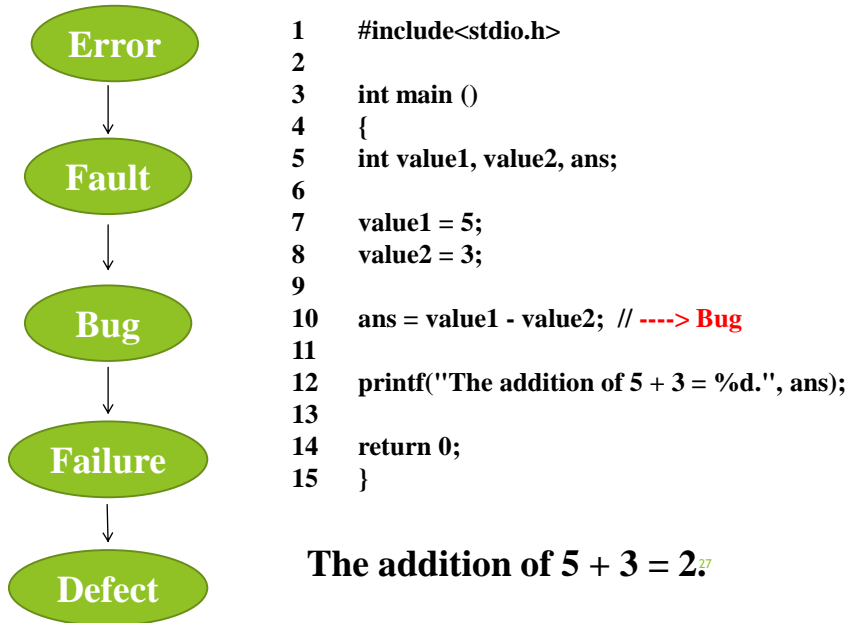 Error
Fault
Bug
Failure
Defect
1 #include<stdio.h>
2
3 int main ()
4 {
5 int value1, value2, ans;
6
7 value1 = 5;
8 value2 = 3;
9
10 ans = value1 - value2; // ----> Bug
11
12 printf("The addition of 5 + 3 = %d.", ans);
13
14 return 0;
15 }
The addition of 5 + 3 = 2.
27